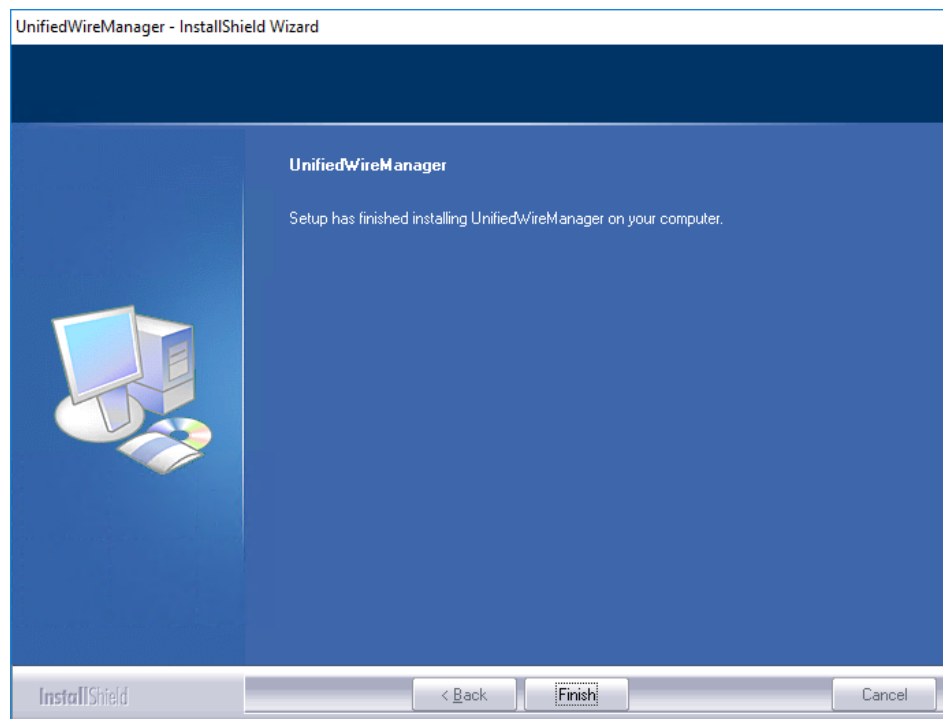 UnifiedWireManager - InstallShield Wizard
UnifiedWireManager
Setup has finished installing UnifiedWireManager on your computer.
InstallShield
< Back
Finish
Cancel